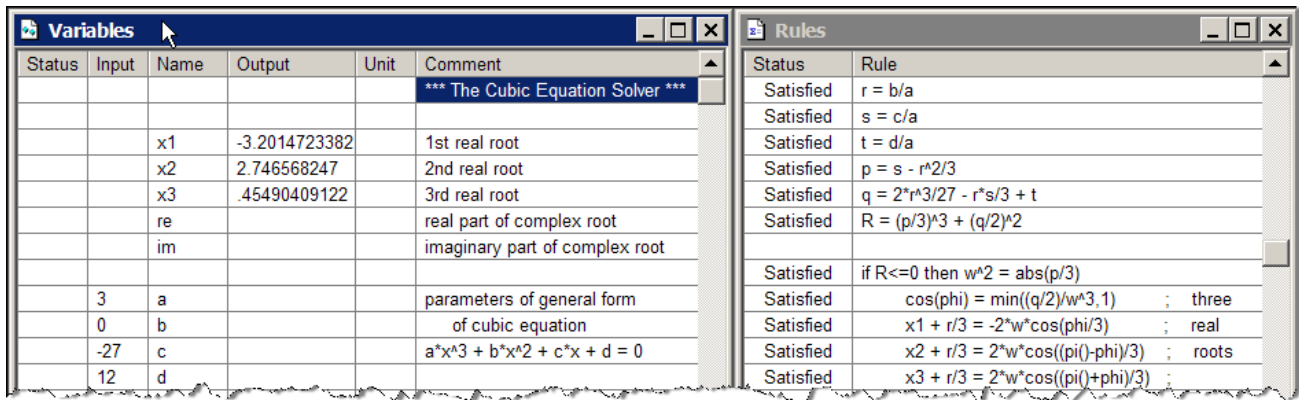 Variables
Status Input Name Output Unit Comment
*** The Cubic Equation Solver ***
x1 -3.2014723382 1st real root
x2 2.746568247 2nd real root
x3 .45490409122 3rd real root
re real part of complex root
im imaginary part of complex root
3 a parameters of general form
0 b of cubic equation
-27 c a*x^3 + b*x^2 + c*x + d = 0
12 d
Rules
Status Rule
Satisfied r = b/a
Satisfied s = c/a
Satisfied t = d/a
Satisfied p = s - r^2/3
Satisfied q = 2*r^3/27 - r*s/3 + t
Satisfied R = (p/3)^3 + (q/2)^2
Satisfied if R<=0 then w^2 = abs(p/3)
Satisfied cos(phi) = min((q/2)/w^3,1) ; three
Satisfied x1 + r/3 = -2*w*cos(phi/3) ; real
Satisfied x2 + r/3 = 2*w*cos((pi()-phi)/3) ; roots
Satisfied x3 + r/3 = 2*w*cos((pi()+phi)/3) ;